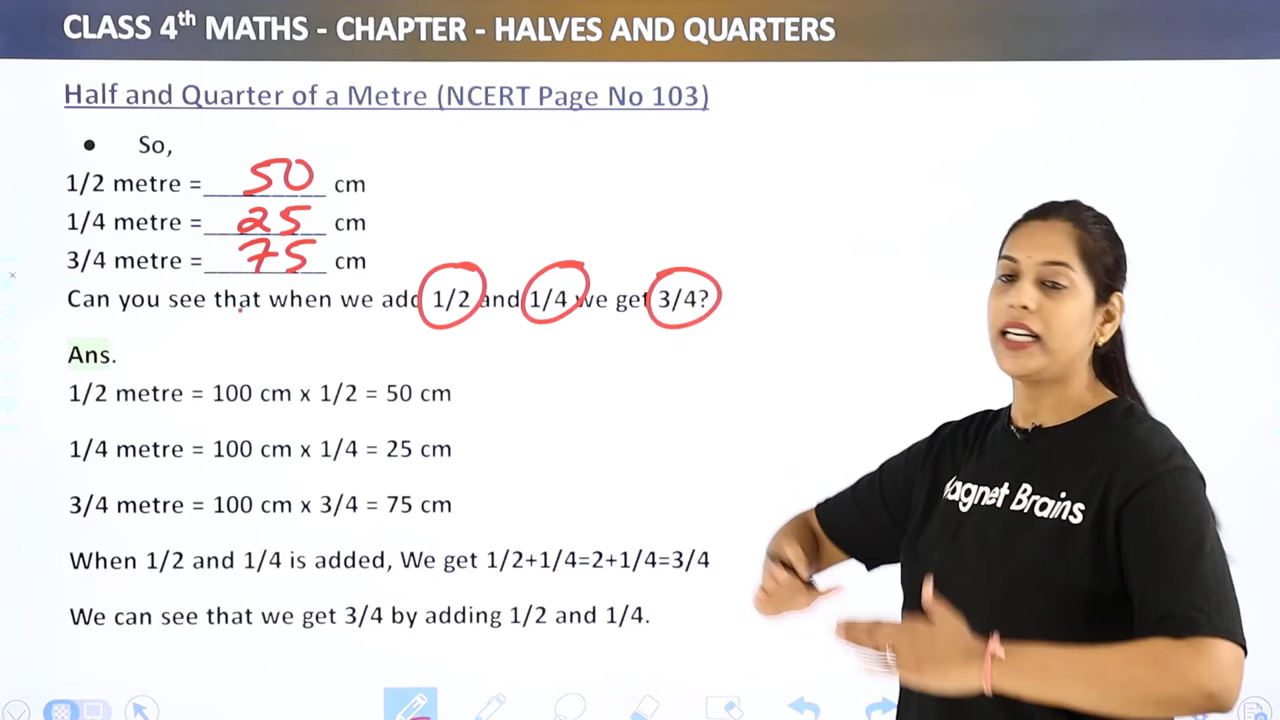 CLASS 4th MATHS - CHAPTER - HALVES AND QUARTERS
Half and Quarter of a Metre (NCERT Page No 103)
• So,
1/2 metre = 50 cm
1/4 metre = 25 cm
3/4 metre = 75 cm
Can you see that when we add 1/2 and 1/4 we get 3/4?
Ans.
1/2 metre = 100 cm x 1/2 = 50 cm
1/4 metre = 100 cm x 1/4 = 25 cm
3/4 metre = 100 cm x 3/4 = 75 cm
When 1/2 and 1/4 is added, We get 1/2+1/4=2+1/4=3/4
We can see that we get 3/4 by adding 1/2 and 1/4.
Magnet Brains